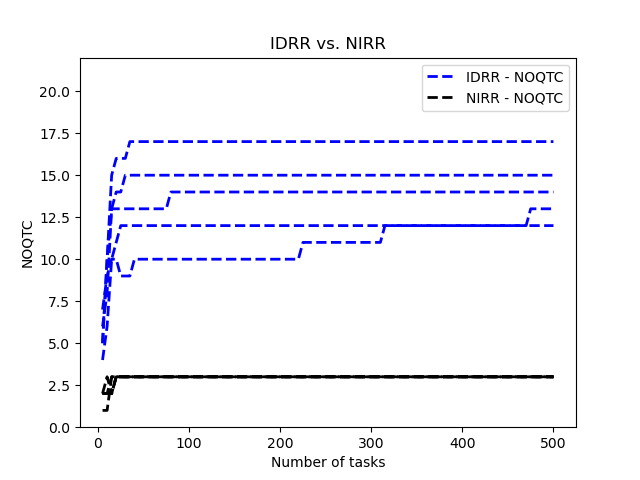 IDRR vs. NIRR
IDRR - NOQTC
NIRR - NOQTC
20.0
17.5
15.0
12.5
10.0
7.5
5.0
2.5
0.0
NOQTC
0 100 200 300 400 500
Number of tasks